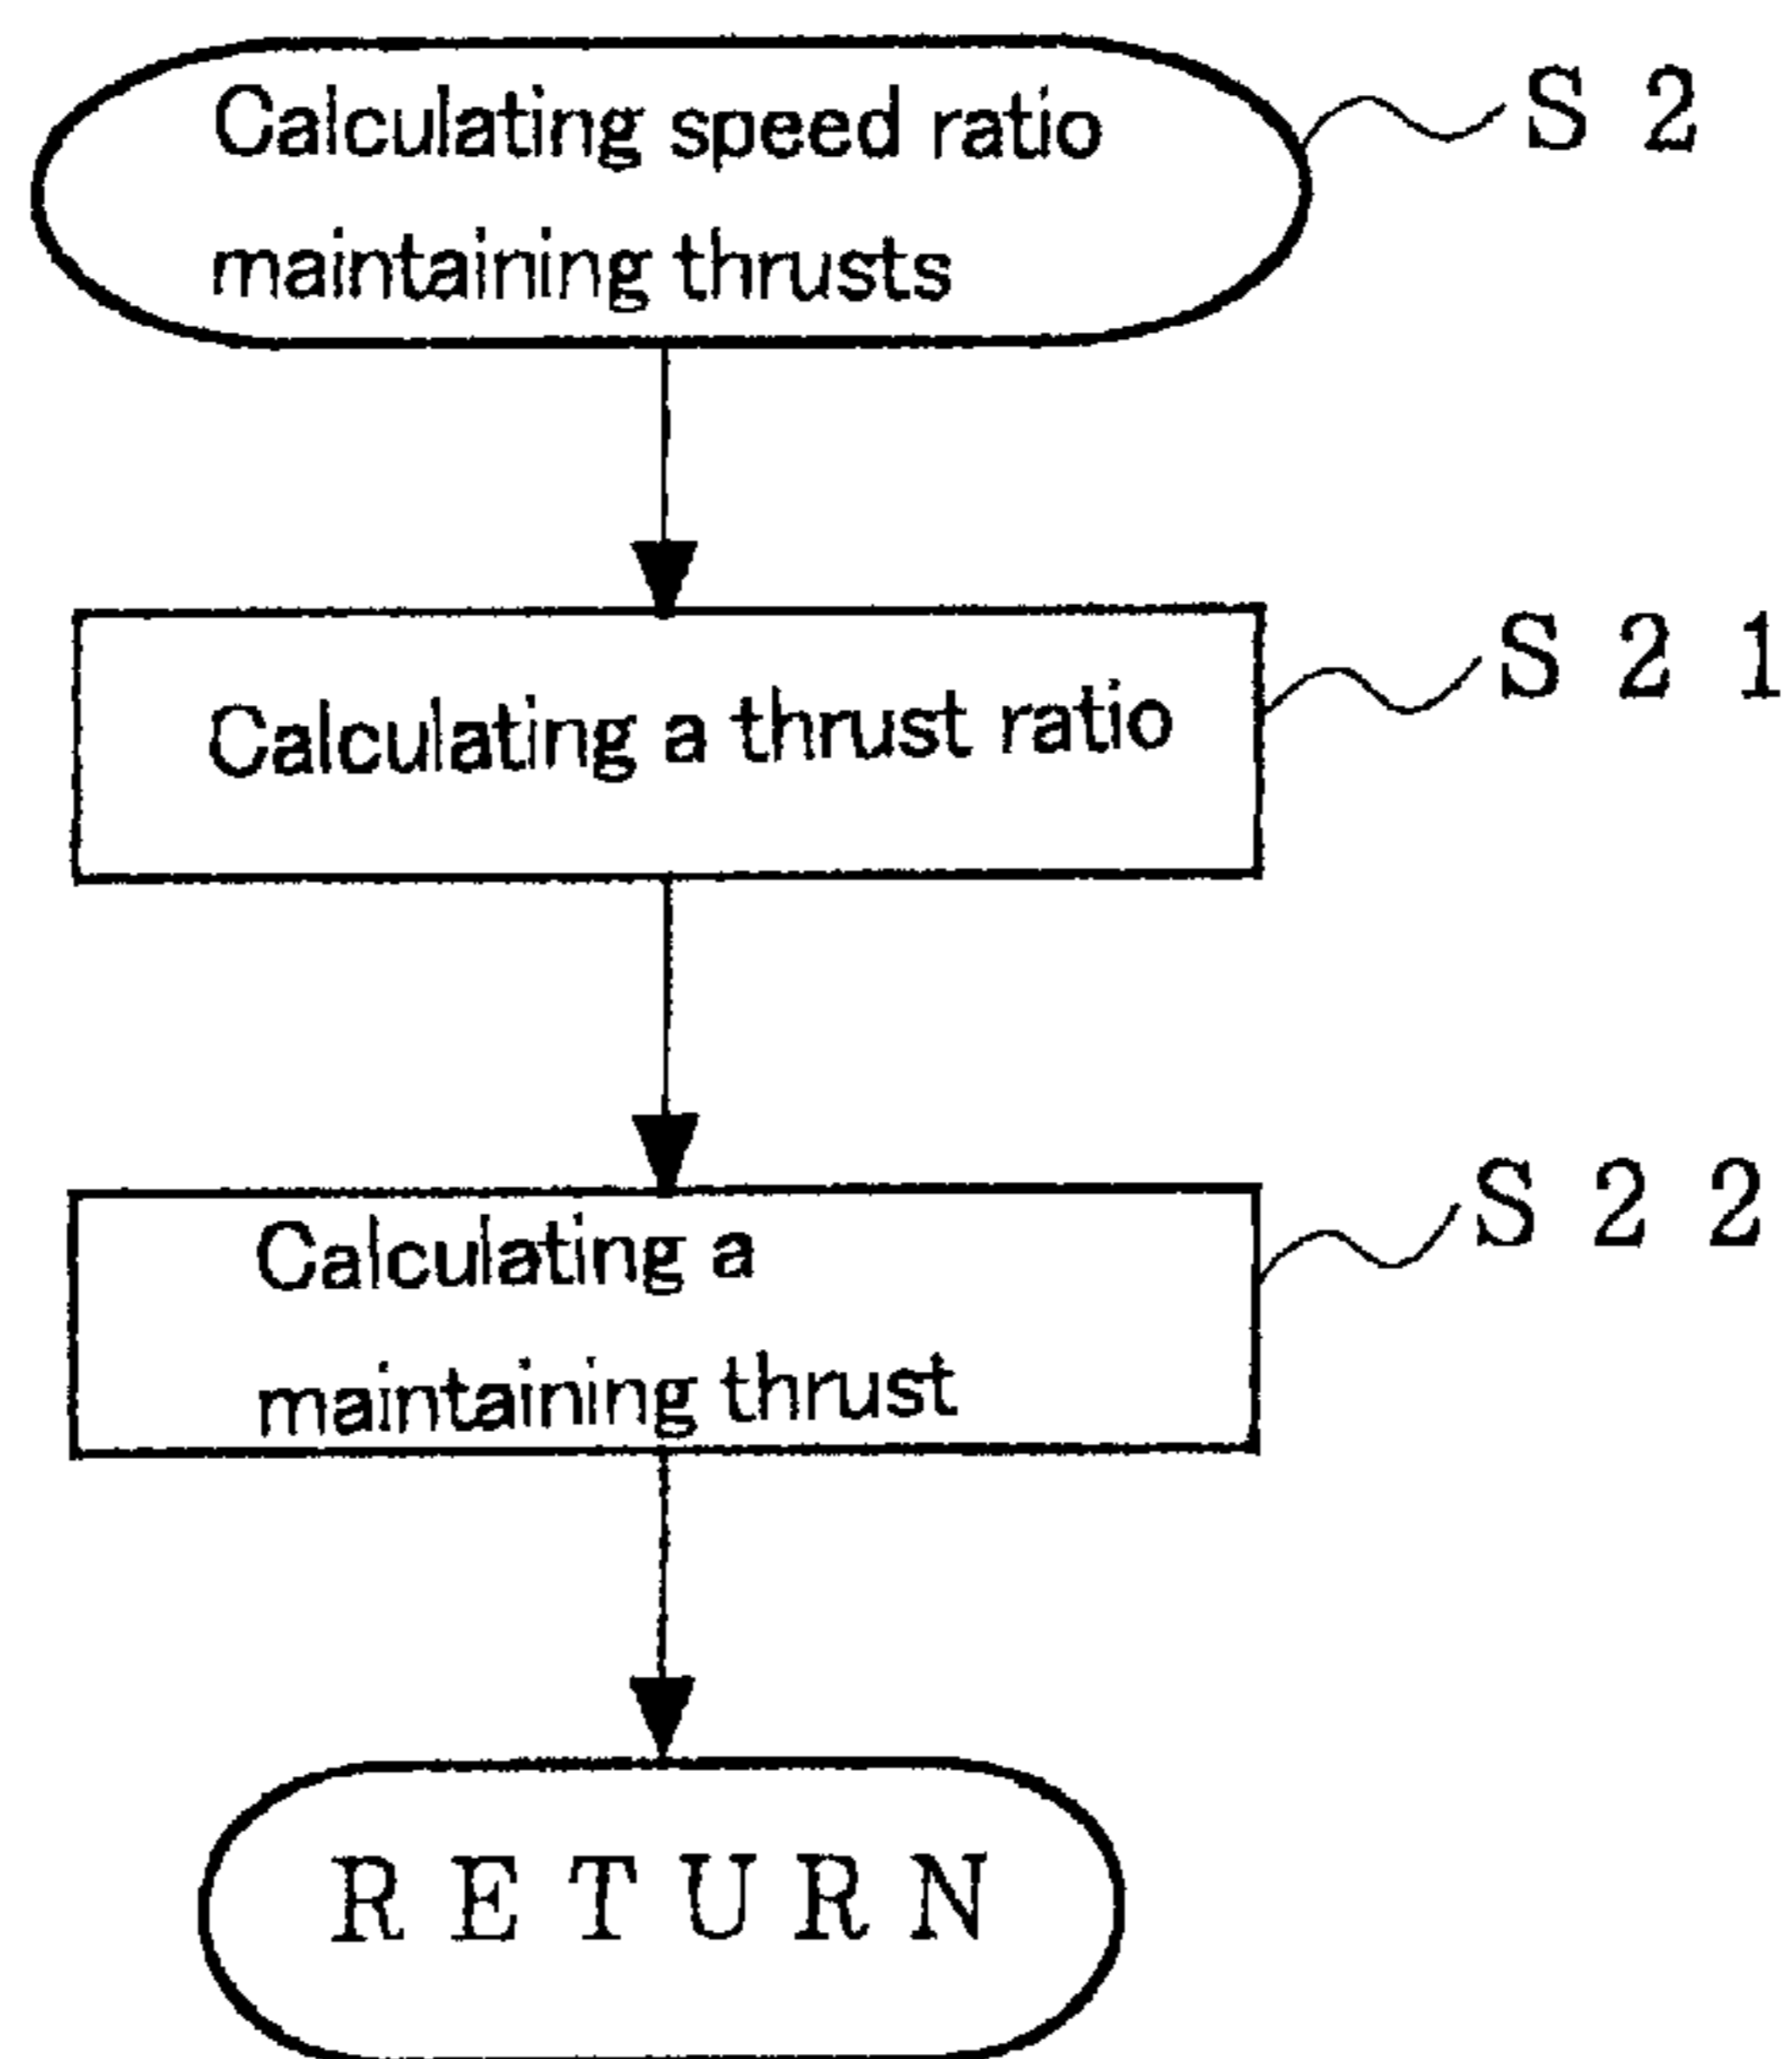 Calculating speed ratio
maintaining thrusts
S 2
Calculating a thrust ratio
S 2 1
Calculating a
maintaining thrust
S 2 2
R E T U R N